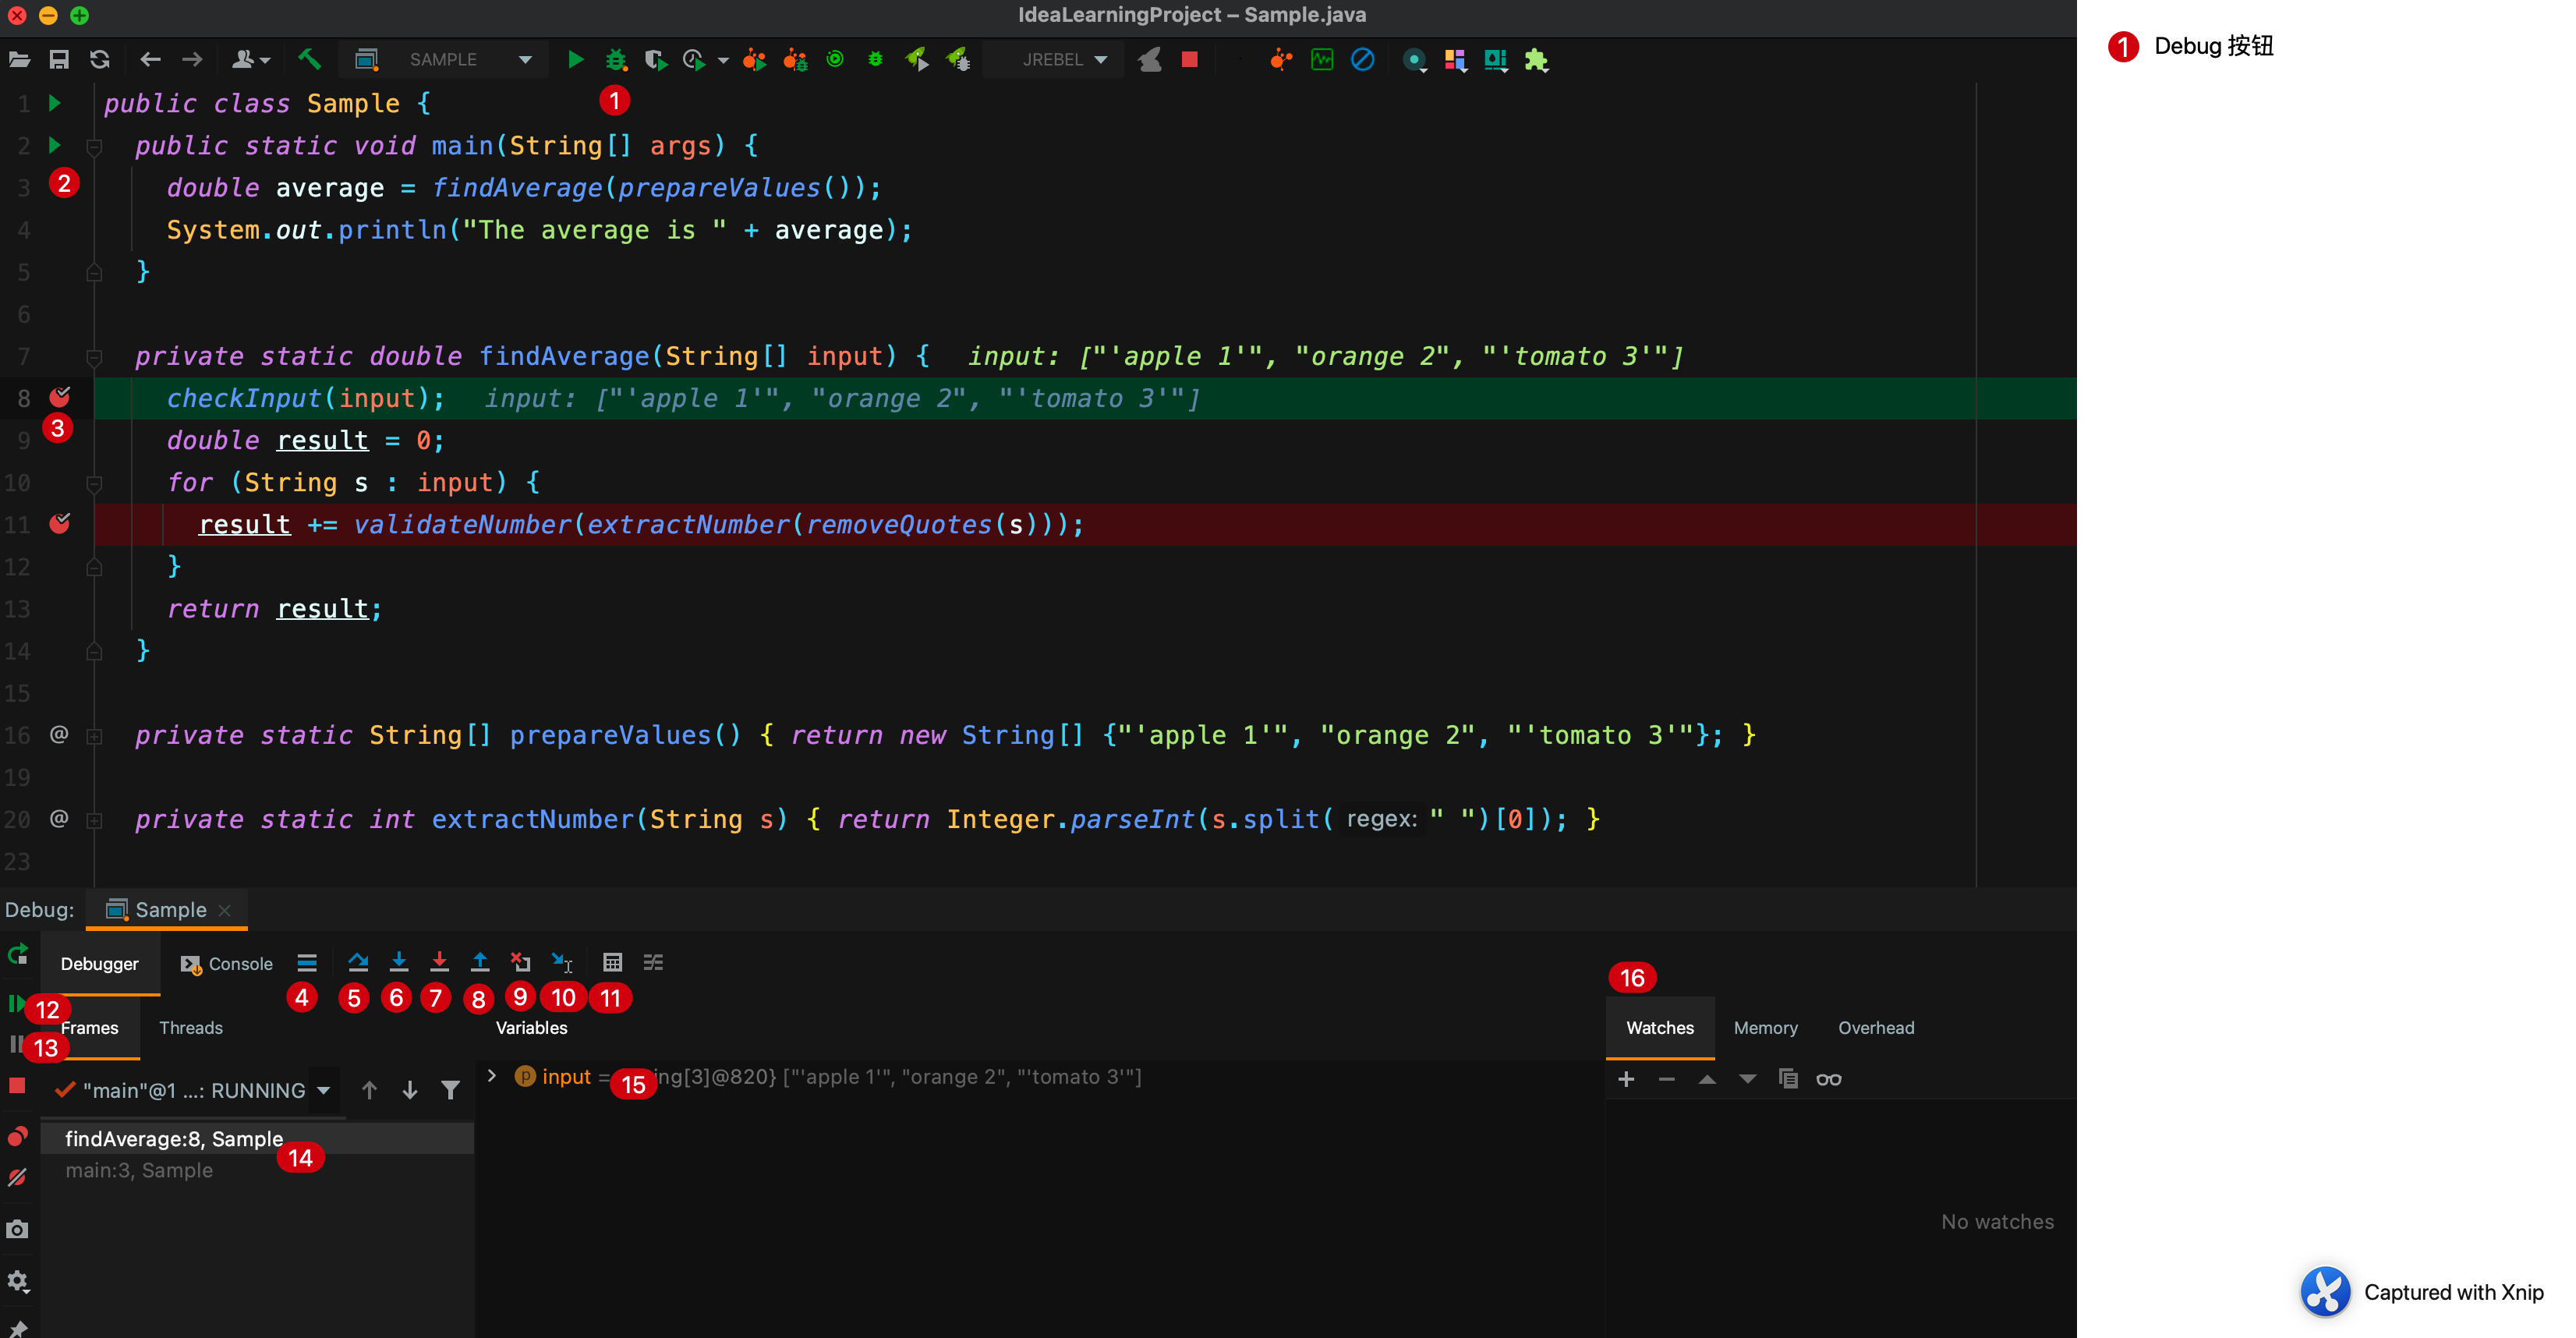 IdeaLearningProject – Sample.java
SAMPLE
JREBEL
1 Debug 按钮
1
1 public class Sample {
2 public static void main(String[] args) {
2
3 double average = findAverage(prepareValues());
4 System.out.println("The average is " + average);
5 }
6
7 private static double findAverage(String[] input) { input: ["'apple 1'", "orange 2", "'tomato 3'"]
8 checkInput(input); input: ["'apple 1'", "orange 2", "'tomato 3'"]
3
9 double result = 0;
10 for (String s : input) {
11 result += validateNumber(extractNumber(removeQuotes(s)));
12 }
13 return result;
14 }
15
16 @ private static String[] prepareValues() { return new String[] {"'apple 1'", "orange 2", "'tomato 3'"}; }
19
20 @ private static int extractNumber(String s) { return Integer.parseInt(s.split( regex: " ")[0]); }
23
Debug: Sample
Debugger Console
4 5 6 7 8 9 10 11
16
12
Frames Threads Variables
Watches Memory Overhead
13
"main"@1 ...: RUNNING
input = 15 ing[3]@820} ["'apple 1'", "orange 2", "'tomato 3'"]
findAverage:8, Sample
14
main:3, Sample
No watches
Captured with Xnip